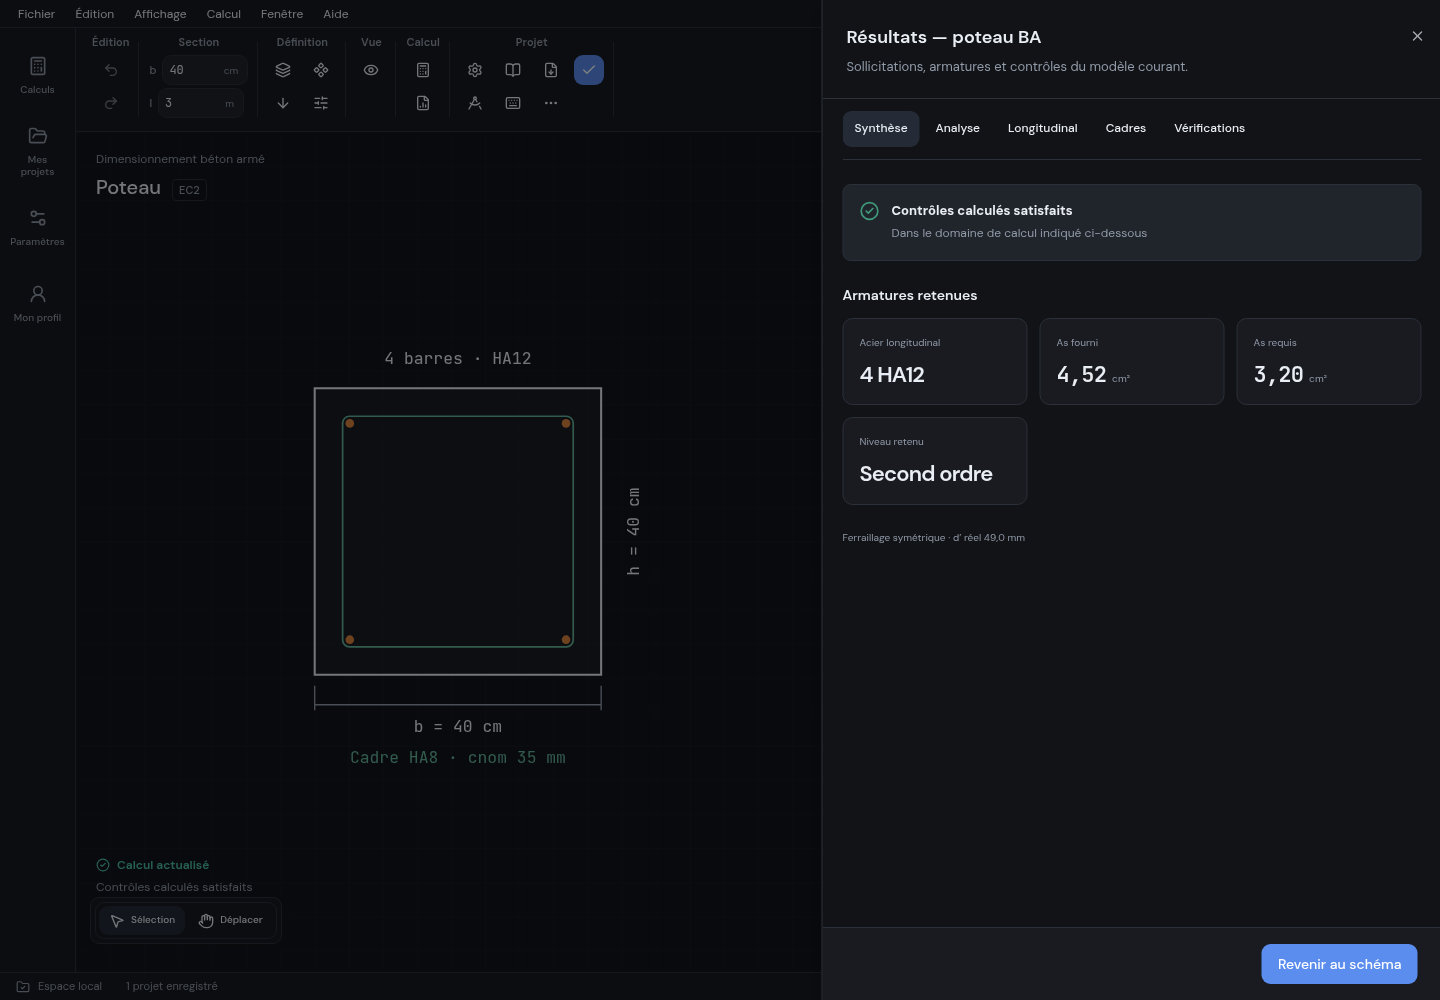 Fichier Édition Affichage Calcul Fenêtre Aide
Édition Section Définition Vue Calcul Projet
b 40 cm
l 3 m
Calculs
Mes
projets
Paramètres
Mon profil
Dimensionnement béton armé
Poteau EC2
4 barres · HA12
h = 40 cm
b = 40 cm
Cadre HA8 · cnom 35 mm
Calcul actualisé
Contrôles calculés satisfaits
Sélection Déplacer
Espace local 1 projet enregistré
Résultats — poteau BA
Sollicitations, armatures et contrôles du modèle courant.
Synthèse Analyse Longitudinal Cadres Vérifications
Contrôles calculés satisfaits
Dans le domaine de calcul indiqué ci-dessous
Armatures retenues
Acier longitudinal As fourni As requis
4 HA12 4,52 cm² 3,20 cm²
Niveau retenu
Second ordre
Ferraillage symétrique · d’ réel 49,0 mm
Revenir au schéma